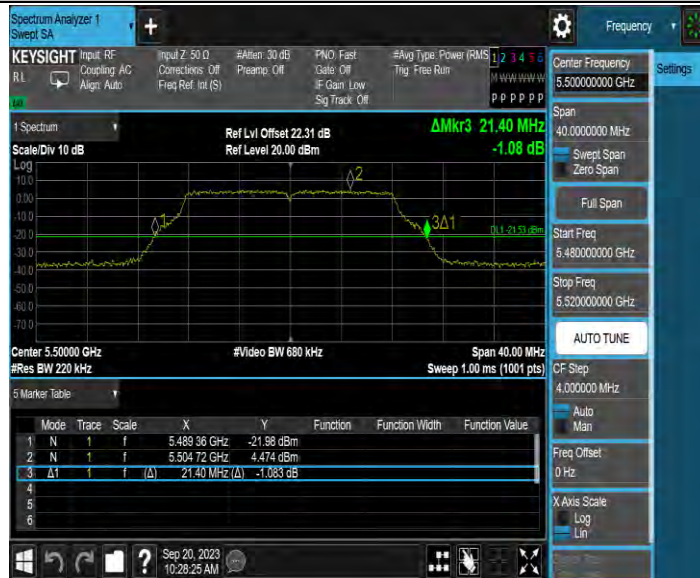 Spectrum Analyzer 1
Swept SA
+
Frequency
KEYSIGHT Input: RF Input Z: 50 Ω #Atten: 30 dB PNO: Fast #Avg Type: Power (RMS 1 2 3 4 5 6
RL Coupling: AC Corrections: Off Preamp: Off Gate: Off Trig: Free Run M W W W W W
Align: Auto Freq Ref: Int (S) IF Gain: Low
Sig Track: Off P P P P P P
Center Frequency
5.500000000 GHz
Settings
Span
40.0000000 MHz
Swept Span
Zero Span
Full Span
Start Freq
5.480000000 GHz
Stop Freq
5.520000000 GHz
AUTO TUNE
CF Step
4.000000 MHz
Auto
Man
Freq Offset
0 Hz
X Axis Scale
Log
Lin
1 Spectrum
Scale/Div 10 dB
Ref Lvl Offset 22.31 dB
Ref Level 20.00 dBm
ΔMkr3 21.40 MHz
-1.08 dB
Log
10.0
0.00
-10.0
-20.0
-30.0
-40.0
-50.0
-60.0
-70.0
1
2
3Δ1
DL1 -21.53 dBm
Center 5.50000 GHz #Video BW 680 kHz Span 40.00 MHz
#Res BW 220 kHz Sweep 1.00 ms (1001 pts)
5 Marker Table
Mode Trace Scale X Y Function Function Width Function Value
1 N 1 f 5.489 36 GHz -21.98 dBm
2 N 1 f 5.504 72 GHz 4.474 dBm
3 Δ1 1 f (Δ) 21.40 MHz (Δ) -1.083 dB
4
5
6
?
Sep 20, 2023
10:28:25 AM